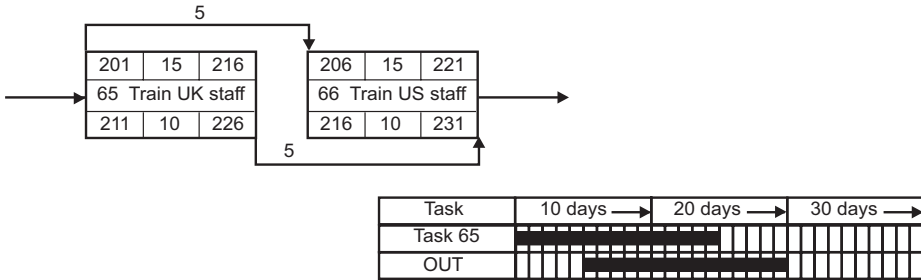 5
201 15 216
65 Train UK staff
211 10 226
206 15 221
66 Train US staff
216 10 231
5
Task 10 days 20 days 30 days
Task 65
OUT